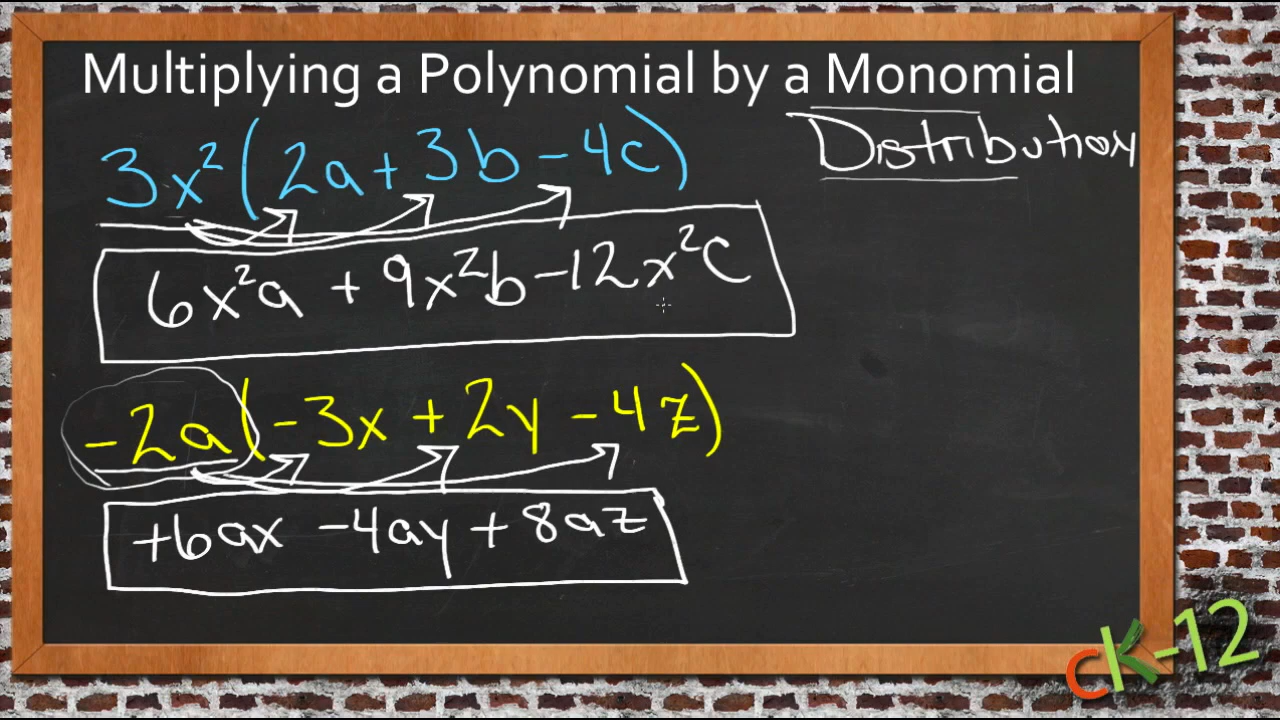 Multiplying a Polynomial by a Monomial
Distribution
3x²(2a + 3b - 4c)
6x²a + 9x²b - 12x²c
-2a(-3x + 2y - 4z)
+6ax - 4ay + 8az
cK-12